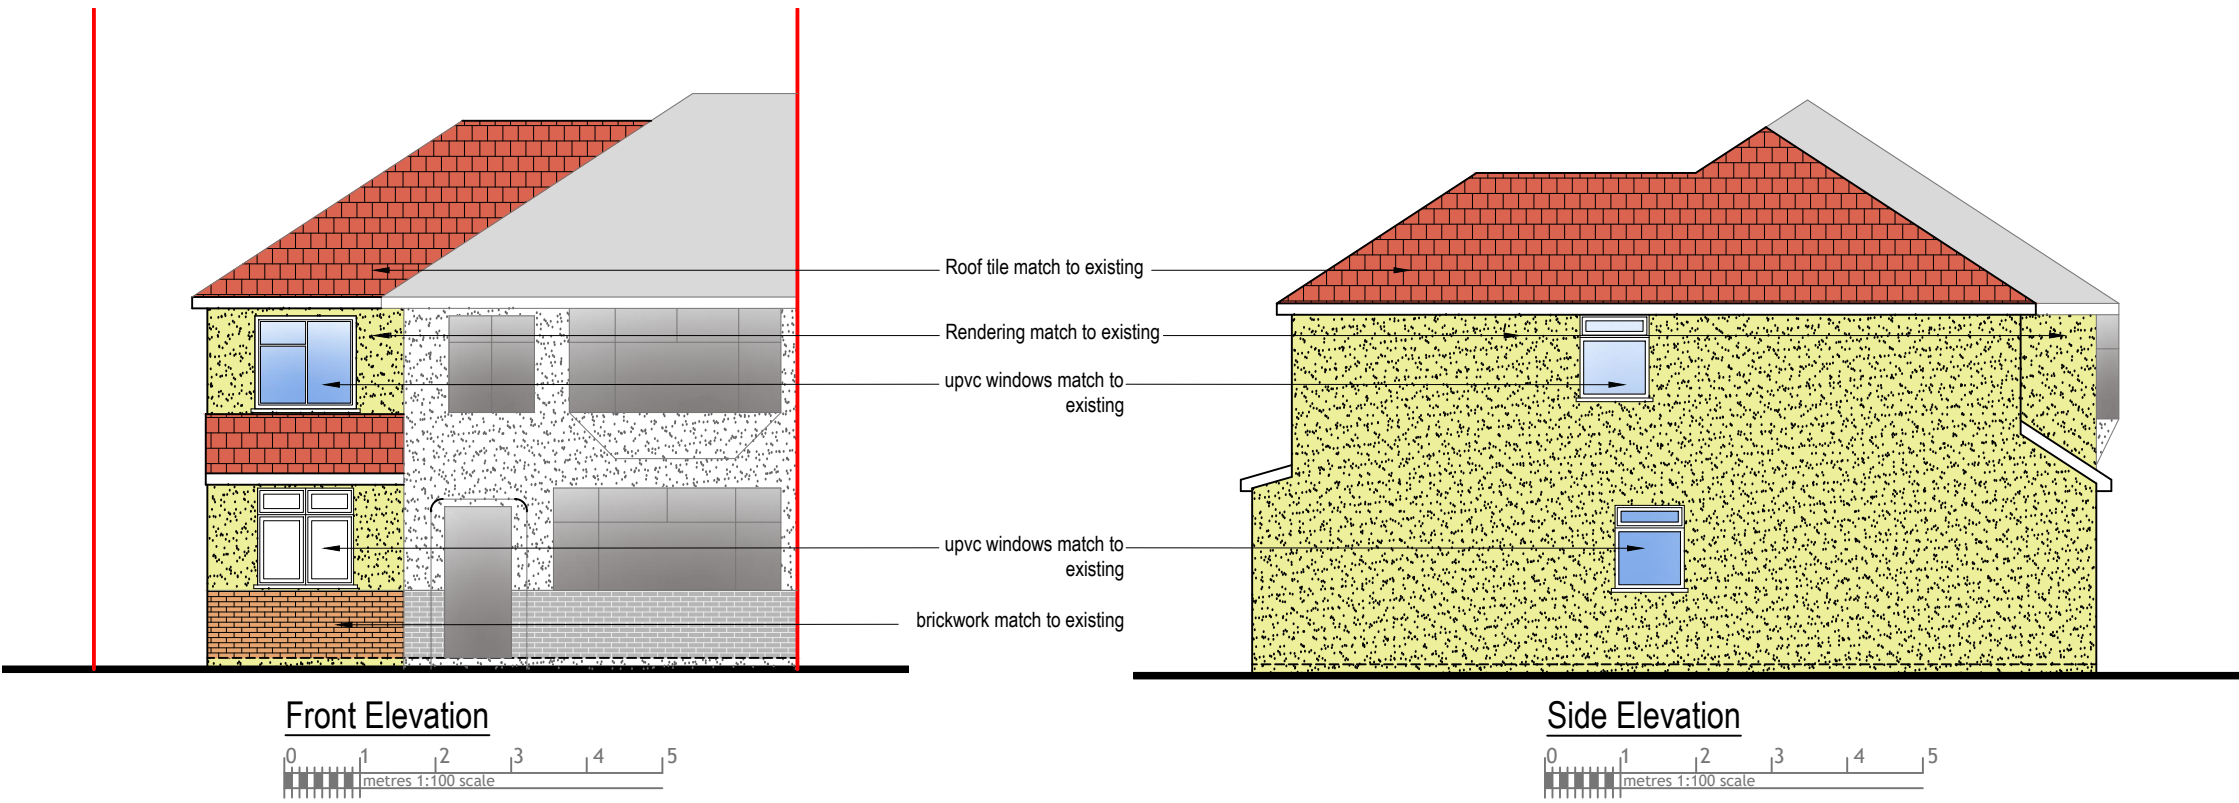 Roof tile match to existing
Rendering match to existing
upvc windows match to
existing
upvc windows match to
existing
brickwork match to existing
Front Elevation
0 1 2 3 4 5
metres 1:100 scale
Side Elevation
0 1 2 3 4 5
metres 1:100 scale